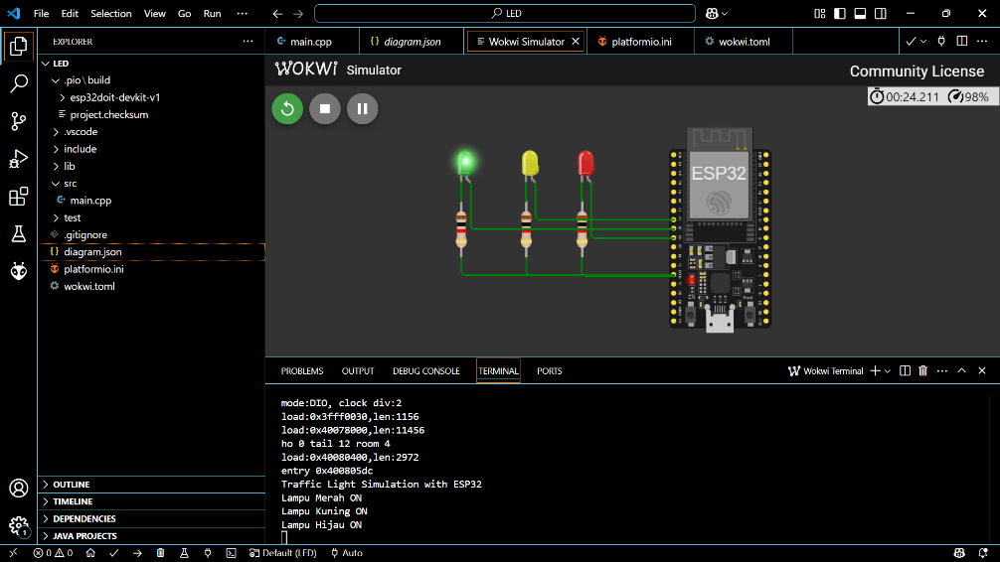 File Edit Selection View Go Run ··· LED
EXPLORER ···
main.cpp diagram.json Wokwi Simulator platformio.ini wokwi.toml
LED
.pio \ build
esp32doit-devkit-v1
project.checksum
.vscode
include
lib
src
main.cpp
test
.gitignore
diagram.json
platformio.ini
wokwi.toml
WOKWI Simulator
Community License
00:24.211 98%
ESP32
PROBLEMS OUTPUT DEBUG CONSOLE TERMINAL PORTS
Wokwi Terminal
mode:DIO, clock div:2
load:0x3fff0030,len:1156
load:0x40078000,len:11456
ho 0 tail 12 room 4
load:0x40080400,len:2972
entry 0x400805dc
Traffic Light Simulation with ESP32
Lampu Merah ON
Lampu Kuning ON
Lampu Hijau ON
OUTLINE
TIMELINE
DEPENDENCIES
JAVA PROJECTS
1
0 0 Default (LED) Auto